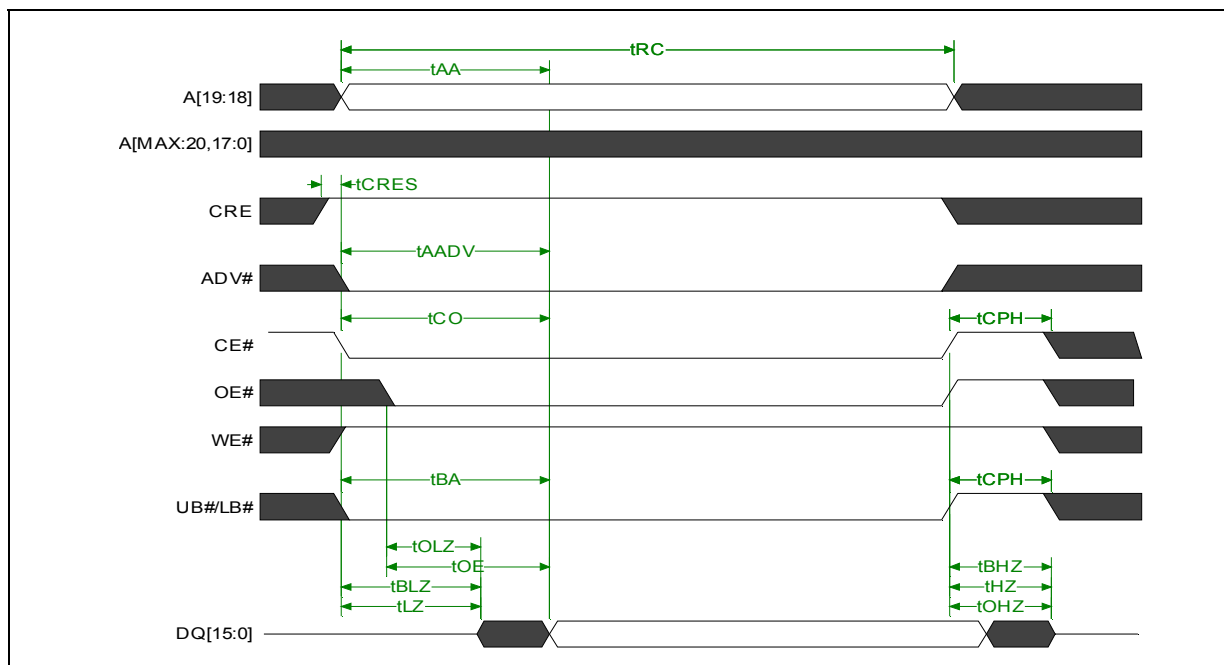 tRC
tAA
A[19:18]
A[MAX:20,17:0]
tCRES
CRE
tAADV
ADV#
tCO
tCPH
CE#
OE#
WE#
tBA
tCPH
UB#/LB#
tOLZ
tOE
tBHZ
tBLZ
tHZ
tLZ
tOHZ
DQ[15:0]